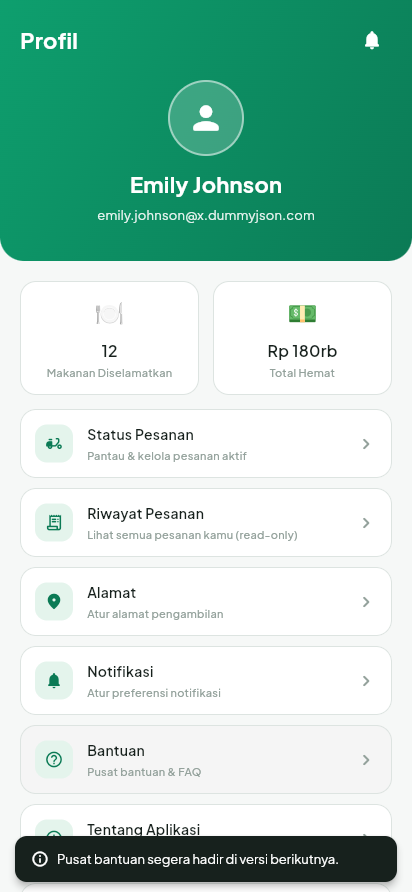 Profil
Emily Johnson
emily.johnson@x.dummyjson.com
12
Makanan Diselamatkan
Rp 180rb
Total Hemat
Status Pesanan
Pantau & kelola pesanan aktif
Riwayat Pesanan
Lihat semua pesanan kamu (read-only)
Alamat
Atur alamat pengambilan
Notifikasi
Atur preferensi notifikasi
Bantuan
Pusat bantuan & FAQ
Tentang Aplikasi
Pusat bantuan segera hadir di versi berikutnya.